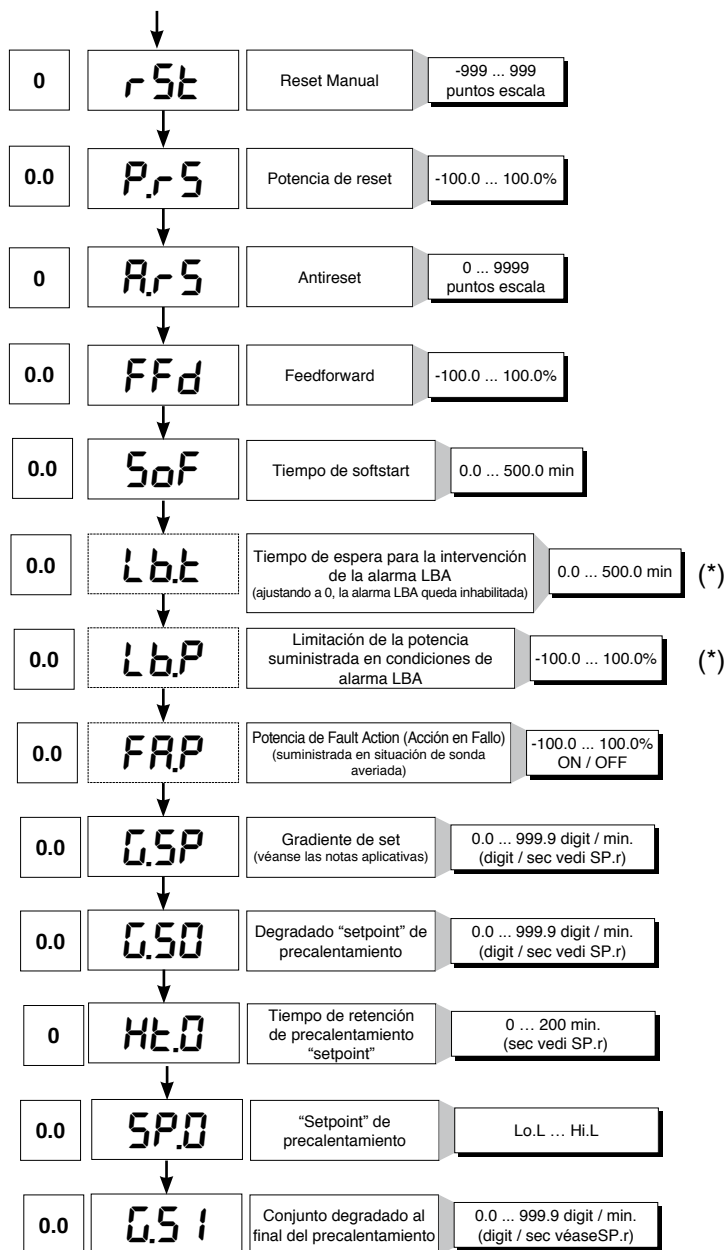 0
rSt
Reset Manual
-999 ... 999
puntos escala
0.0
P.rS
Potencia de reset
-100.0 ... 100.0%
0
A.rS
Antireset
0 ... 9999
puntos escala
0.0
FFd
Feedforward
-100.0 ... 100.0%
0.0
SoF
Tiempo de softstart
0.0 ... 500.0 min
0.0
Lb.t
Tiempo de espera para la intervención
de la alarma LBA
(ajustando a 0, la alarma LBA queda inhabilitada)
0.0 ... 500.0 min
(*)
0.0
Lb.P
Limitación de la potencia
suministrada en condiciones de
alarma LBA
-100.0 ... 100.0%
(*)
0.0
FA.P
Potencia de Fault Action (Acción en Fallo)
(suministrada en situación de sonda
averiada)
-100.0 ... 100.0%
ON / OFF
0.0
G.SP
Gradiente de set
(véanse las notas aplicativas)
0.0 ... 999.9 digit / min.
(digit / sec vedi SP.r)
0.0
G.S0
Degradado “setpoint” de
precalentamiento
0.0 ... 999.9 digit / min.
(digit / sec vedi SP.r)
0
Ht.0
Tiempo de retención
de precalentamiento
“setpoint”
0 … 200 min.
(sec vedi SP.r)
0.0
SP.0
“Setpoint” de
precalentamiento
Lo.L … Hi.L
0.0
G.S1
Conjunto degradado al
final del precalentamiento
0.0 ... 999.9 digit / min.
(digit / sec véaseSP.r)